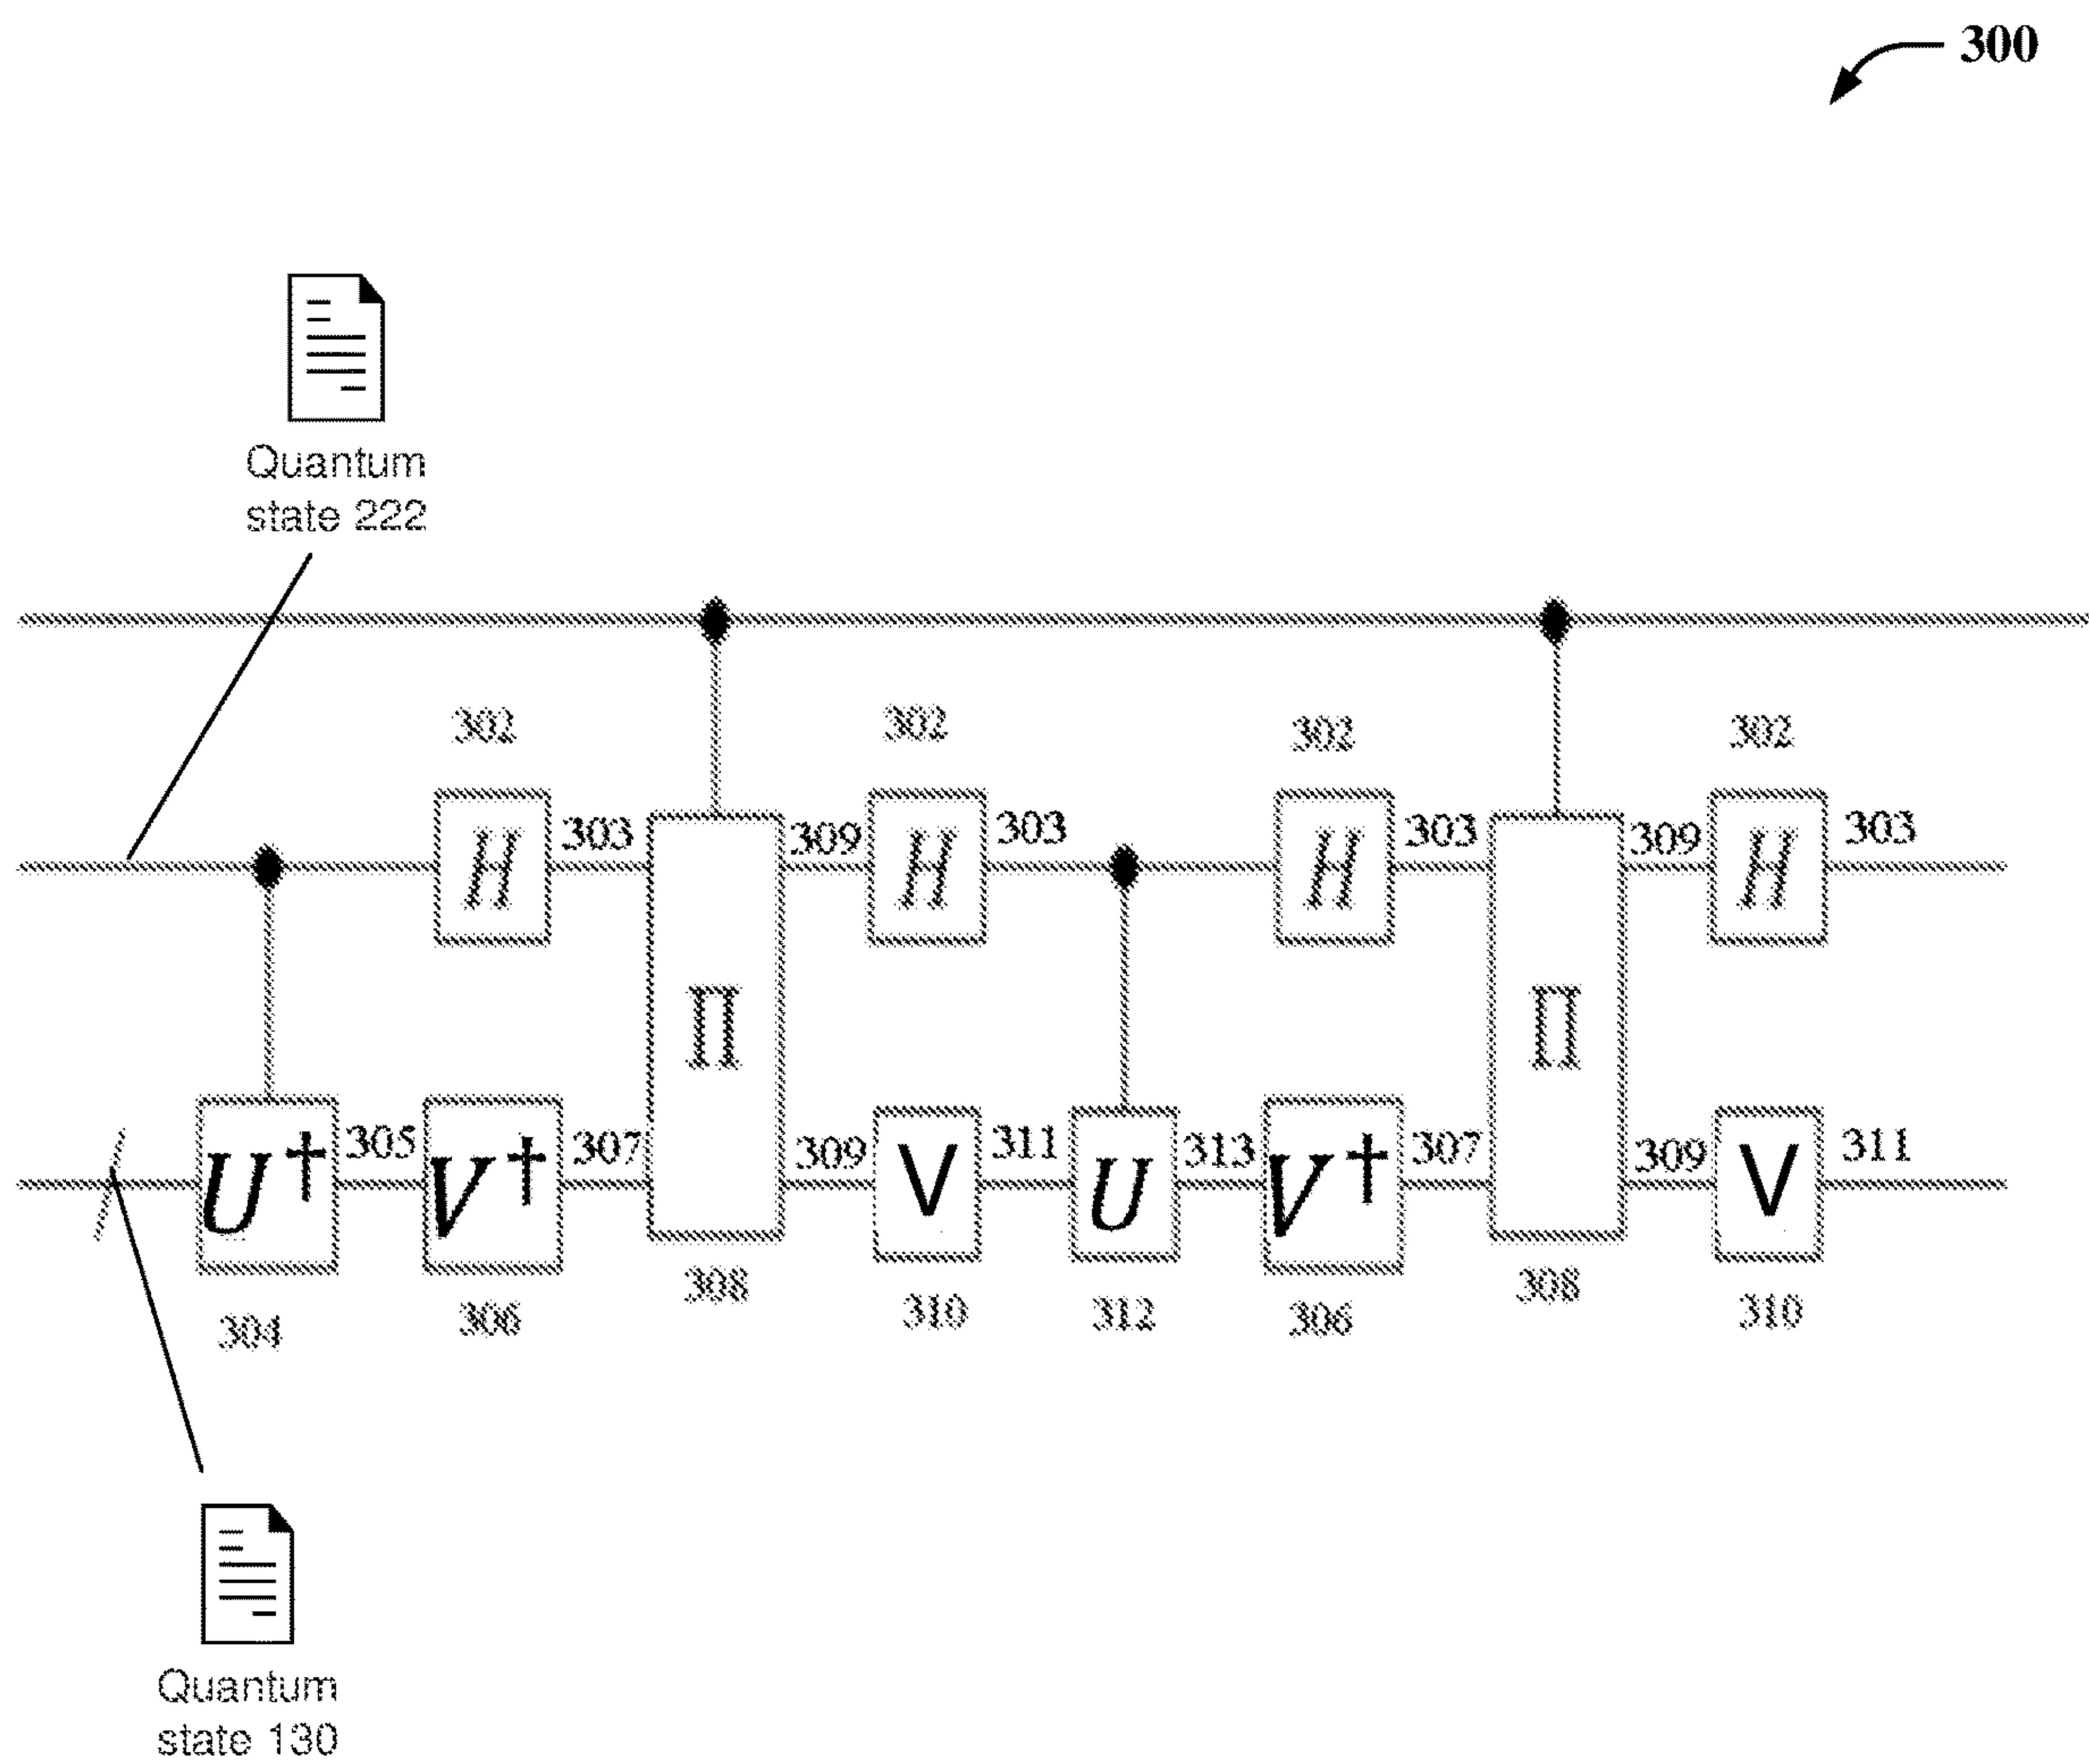 300
Quantum
state 222
302 302 302 302
H 303 309 H 303 H 303 309 H 303
∏ ∏
U† 305 V† 307 309 V 311 U 313 V† 307 309 V 311
304 306 308 310 312 306 308 310
Quantum
state 130